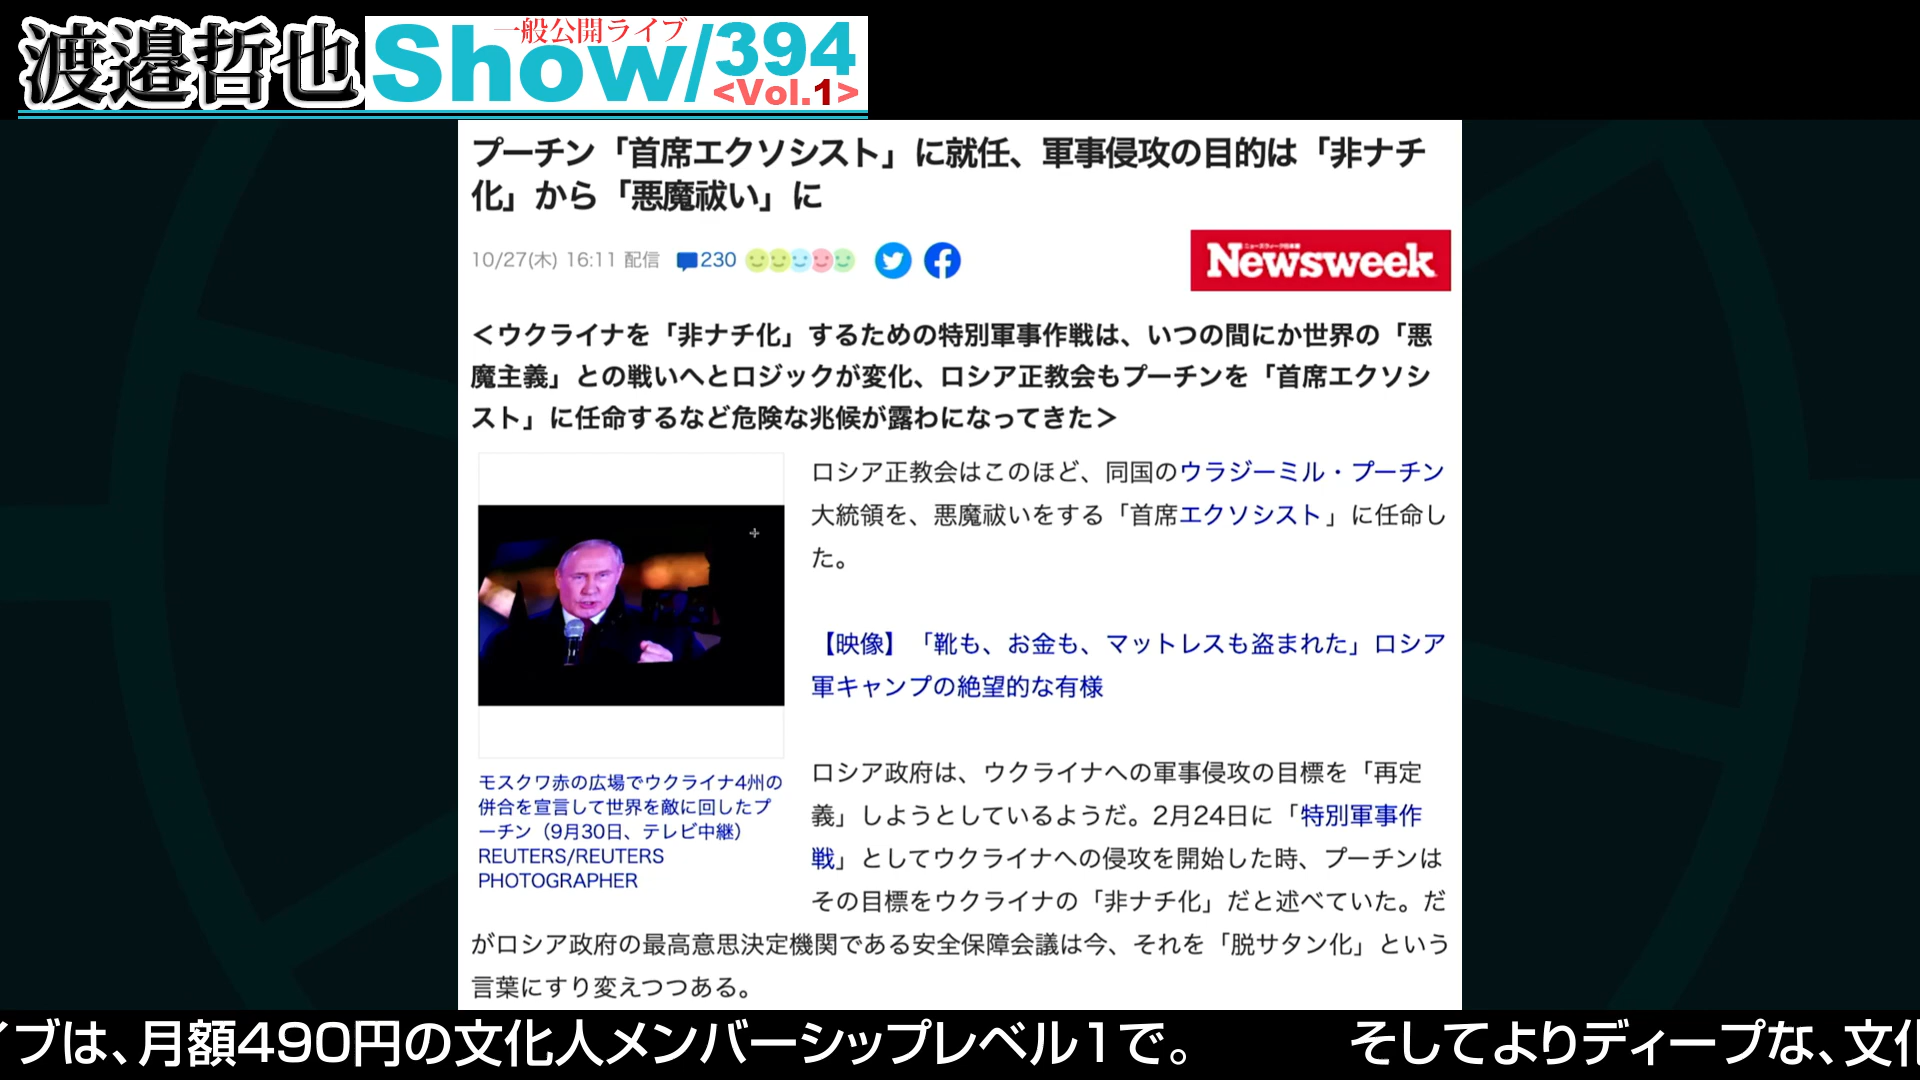 渡邉哲也
一般公開ライブ
Show/394
<Vol.1>
プーチン「首席エクソシスト」に就任、軍事侵攻の目的は「非ナチ
化」から「悪魔祓い」に
10/27(木) 16:11 配信
230
Newsweek
＜ウクライナを「非ナチ化」するための特別軍事作戦は、いつの間にか世界の「悪
魔主義」との戦いへとロジックが変化、ロシア正教会もプーチンを「首席エクソシ
スト」に任命するなど危険な兆候が露わになってきた＞
ロシア正教会はこのほど、同国のウラジーミル・プーチン
大統領を、悪魔祓いをする「首席エクソシスト」に任命し
た。
【映像】「靴も、お金も、マットレスも盗まれた」ロシア
軍キャンプの絶望的な有様
モスクワ赤の広場でウクライナ4州の
併合を宣言して世界を敵に回したプ
ーチン（9月30日、テレビ中継）
REUTERS/REUTERS
PHOTOGRAPHER
ロシア政府は、ウクライナへの軍事侵攻の目標を「再定
義」しようとしているようだ。2月24日に「特別軍事作
戦」としてウクライナへの侵攻を開始した時、プーチンは
その目標をウクライナの「非ナチ化」だと述べていた。だ
がロシア政府の最高意思決定機関である安全保障会議は今、それを「脱サタン化」という
言葉にすり変えつつある。
イブは、月額490円の文化人メンバーシップレベル1で。 そしてよりディープな、文化